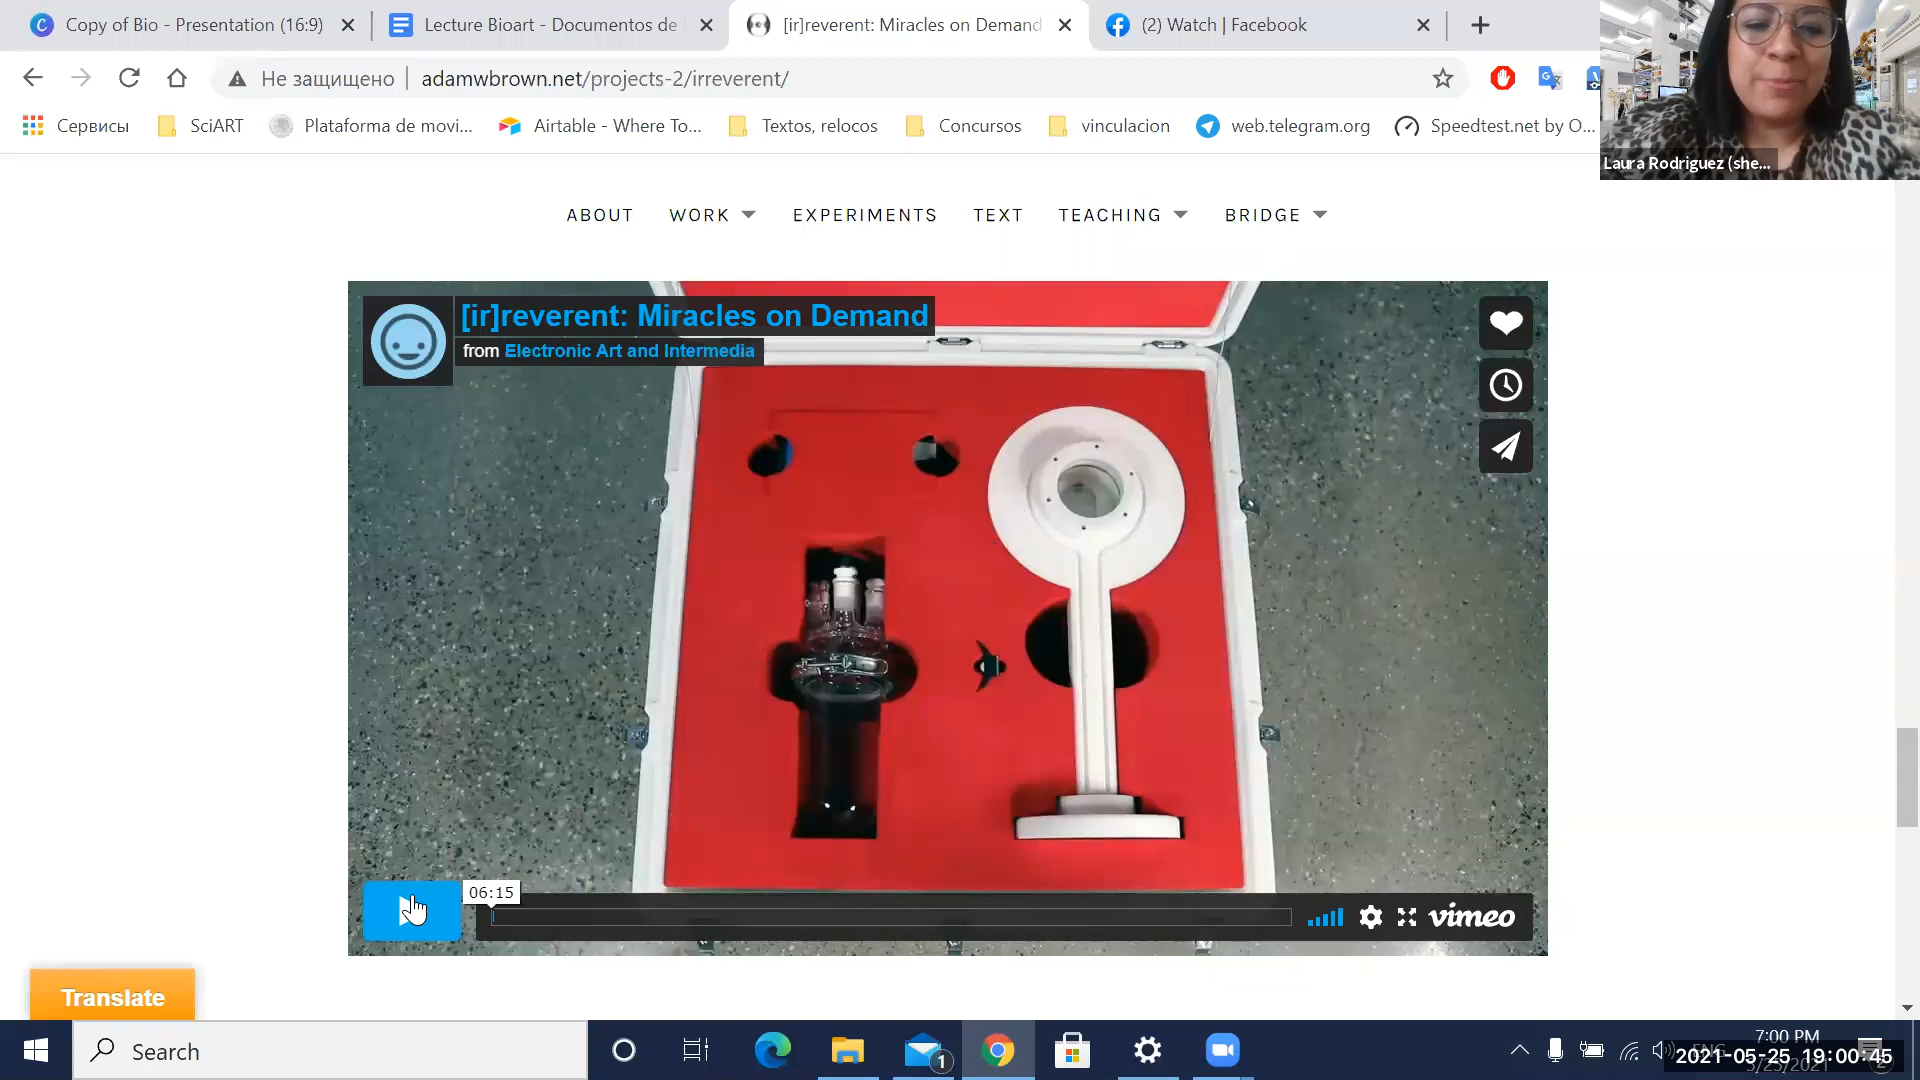 Copy of Bio - Presentation (16:9)
Lecture Bioart - Documentos de
[ir]reverent: Miracles on Demand
(2) Watch | Facebook
Не защищено
adamwbrown.net/projects-2/irreverent/
Сервисы
SciART
Plataforma de movi...
Airtable - Where To...
Textos, relocos
Concursos
vinculacion
web.telegram.org
Speedtest.net by O...
Laura Rodriguez (she...
ABOUT
WORK
EXPERIMENTS
TEXT
TEACHING
BRIDGE
[ir]reverent: Miracles on Demand
from Electronic Art and Intermedia
06:15
vimeo
Translate
Search
1
7:00 PM
2021-05-25 19:00:45